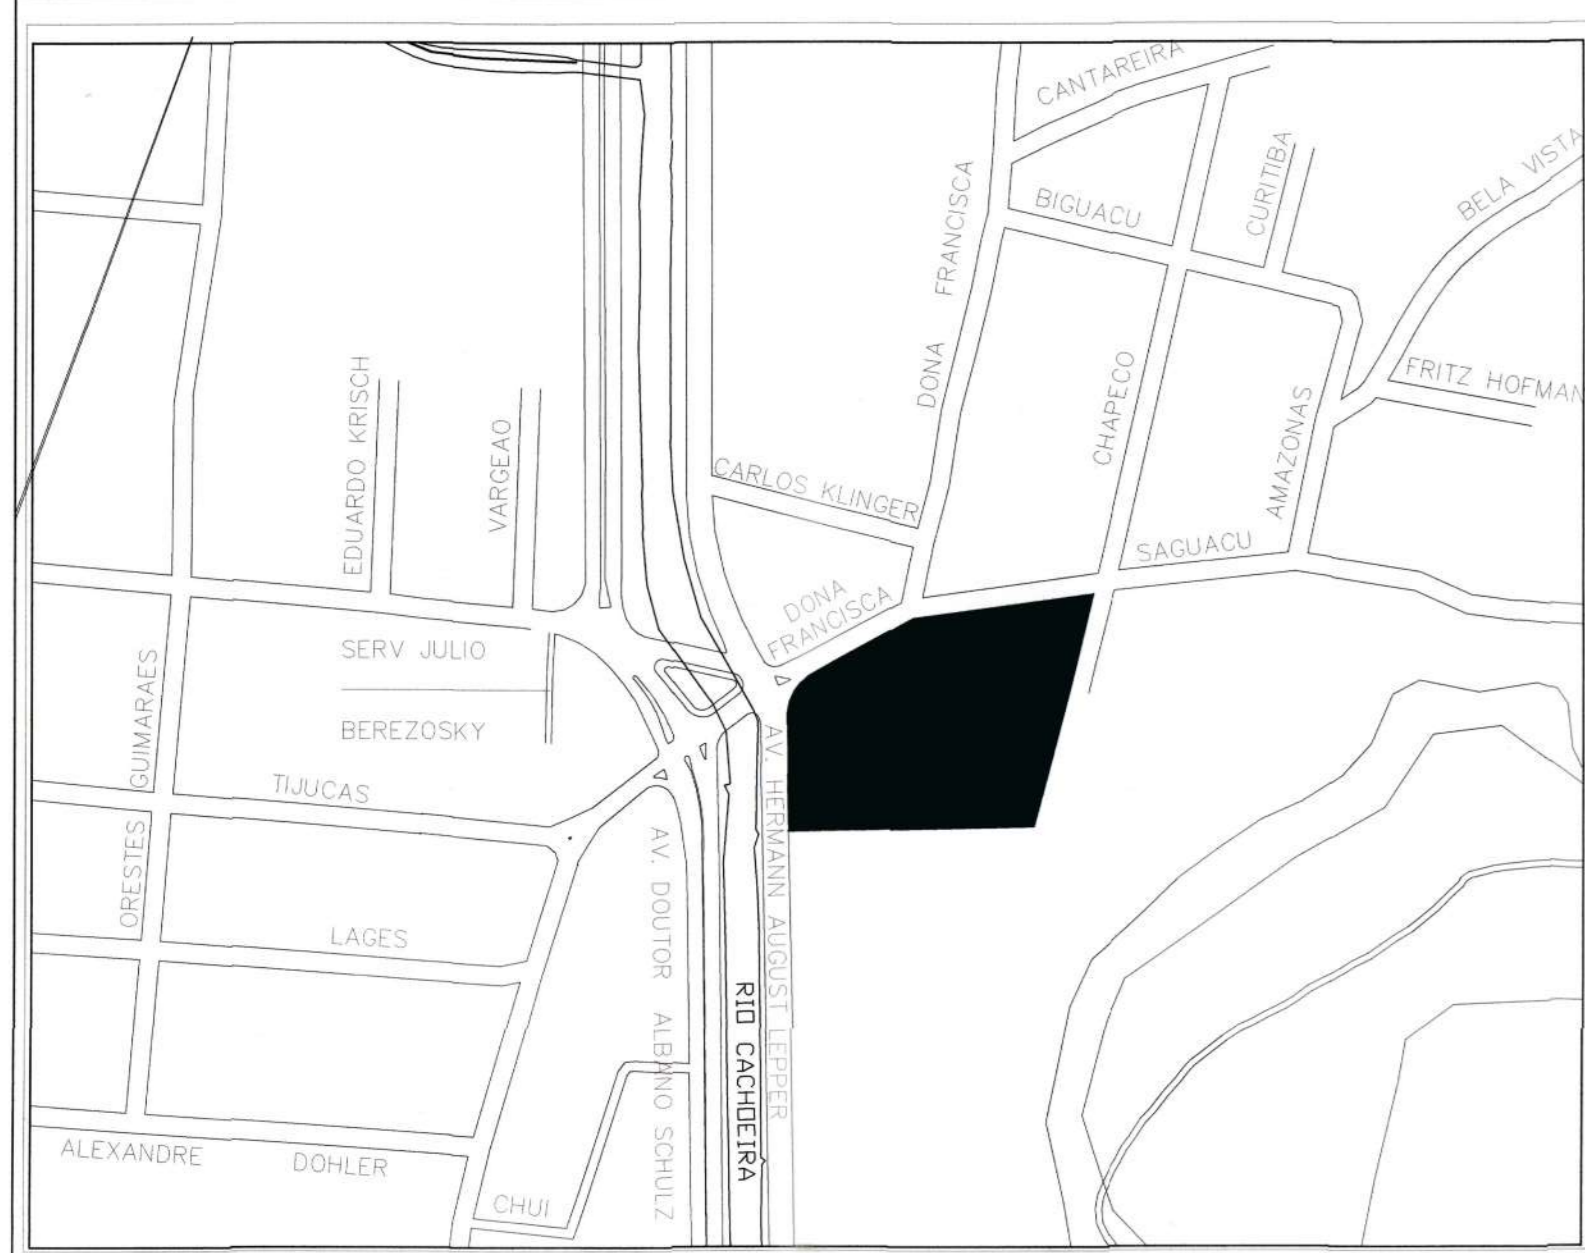 CANTAREIRA
BELA VISTA
CURITIBA
BIGUACU
DONA FRANCISCA
CHAPECO
FRITZ HOFMAN
AMAZONAS
EDUARDO KRISCH
VARGEAO
CARLOS KLINGER
SAGUACU
DONA
FRANCISCA
SERV JULIO
BEREZOSKY
ORESTES GUIMARAES
TIJUCAS
AV. HERMANN AUGUST LEPPER
AV. DOUTOR ALBANO SCHULZ
LAGES
RIO CACHOEIRA
ALEXANDRE DOHLER
CHUI